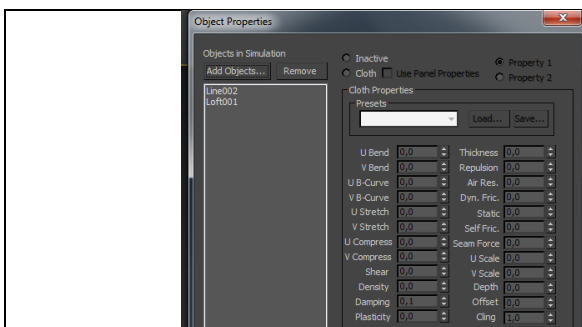 Object Properties
Objects in Simulation
Add Objects... Remove
Line002
Loft001
Inactive
Cloth Use Panel Properties
Property 1
Property 2
Cloth Properties
Presets
Load... Save...
U Bend 0,0 Thickness 0,0
V Bend 0,0 Repulsion 0,0
U B-Curve 0,0 Air Res. 0,0
V B-Curve 0,0 Dyn. Fric. 0,0
U Stretch 0,0 Static 0,0
V Stretch 0,0 Self Fric. 0,0
U Compress 0,0 Seam Force 0,0
V Compress 0,0 U Scale 0,0
Shear 0,0 V Scale 0,0
Density 0,0 Depth 0,0
Damping 0,1 Offset 0,0
Plasticity 0,0 Cling 1,0